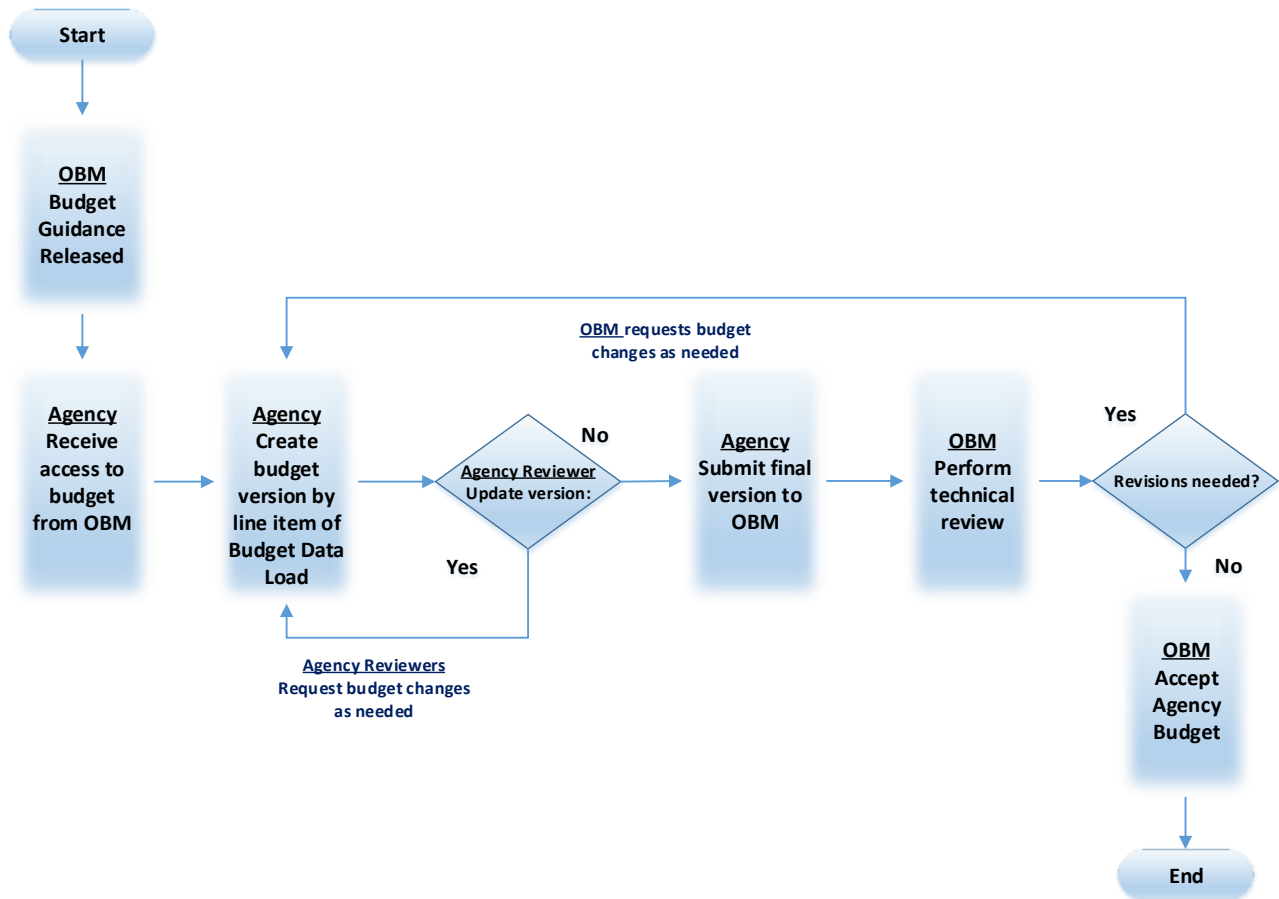 Start
OBM
Budget
Guidance
Released
OBM requests budget
changes as needed
Agency
Receive
access to
budget
from OBM
Agency
Create
budget
version by
line item of
Budget Data
Load
Agency Reviewer
Update version:
No
Yes
Agency Reviewers
Request budget changes
as needed
Agency
Submit final
version to
OBM
OBM
Perform
technical
review
Yes
Revisions needed?
No
OBM
Accept
Agency
Budget
End